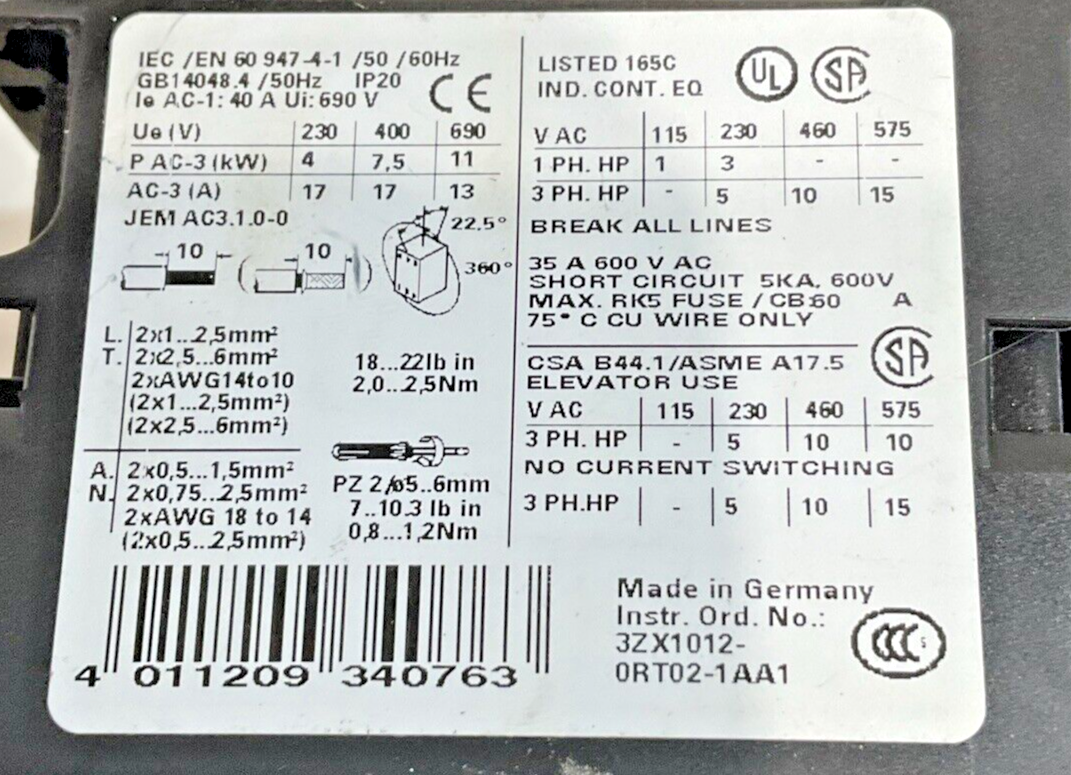 IEC /EN 60 947-4-1 /50 /60Hz
GB14048.4 /50Hz IP20
Ie AC-1: 40 A Ui: 690 V
CE
Ue (V) 230 400 690
P AC-3 (kW) 4 7,5 11
AC-3 (A) 17 17 13
JEM AC3.1.0-0
10 10 22.5° 360°
L. 2x1...2,5mm²
T. 2x2,5...6mm²
2xAWG14to10
(2x1...2,5mm²)
(2x2,5...6mm²)
18...22lb in
2,0...2,5Nm
A. 2x0,5...1,5mm²
N. 2x0,75...2,5mm²
2xAWG 18 to 14
(2x0,5...2,5mm²)
PZ 2/ø5..6mm
7..10.3 lb in
0,8...1,2Nm
4 011209 340763
LISTED 165C
IND. CONT. EQ
UL SA
V AC 115 230 460 575
1 PH. HP 1 3 - -
3 PH. HP - 5 10 15
BREAK ALL LINES
35 A 600 V AC
SHORT CIRCUIT 5KA, 600V
MAX. RK5 FUSE / CB:60 A
75° C CU WIRE ONLY
SA
CSA B44.1/ASME A17.5
ELEVATOR USE
V AC 115 230 460 575
3 PH. HP - 5 10 10
NO CURRENT SWITCHING
3 PH.HP - 5 10 15
Made in Germany
Instr. Ord. No.:
3ZX1012-
0RT02-1AA1
CCC S